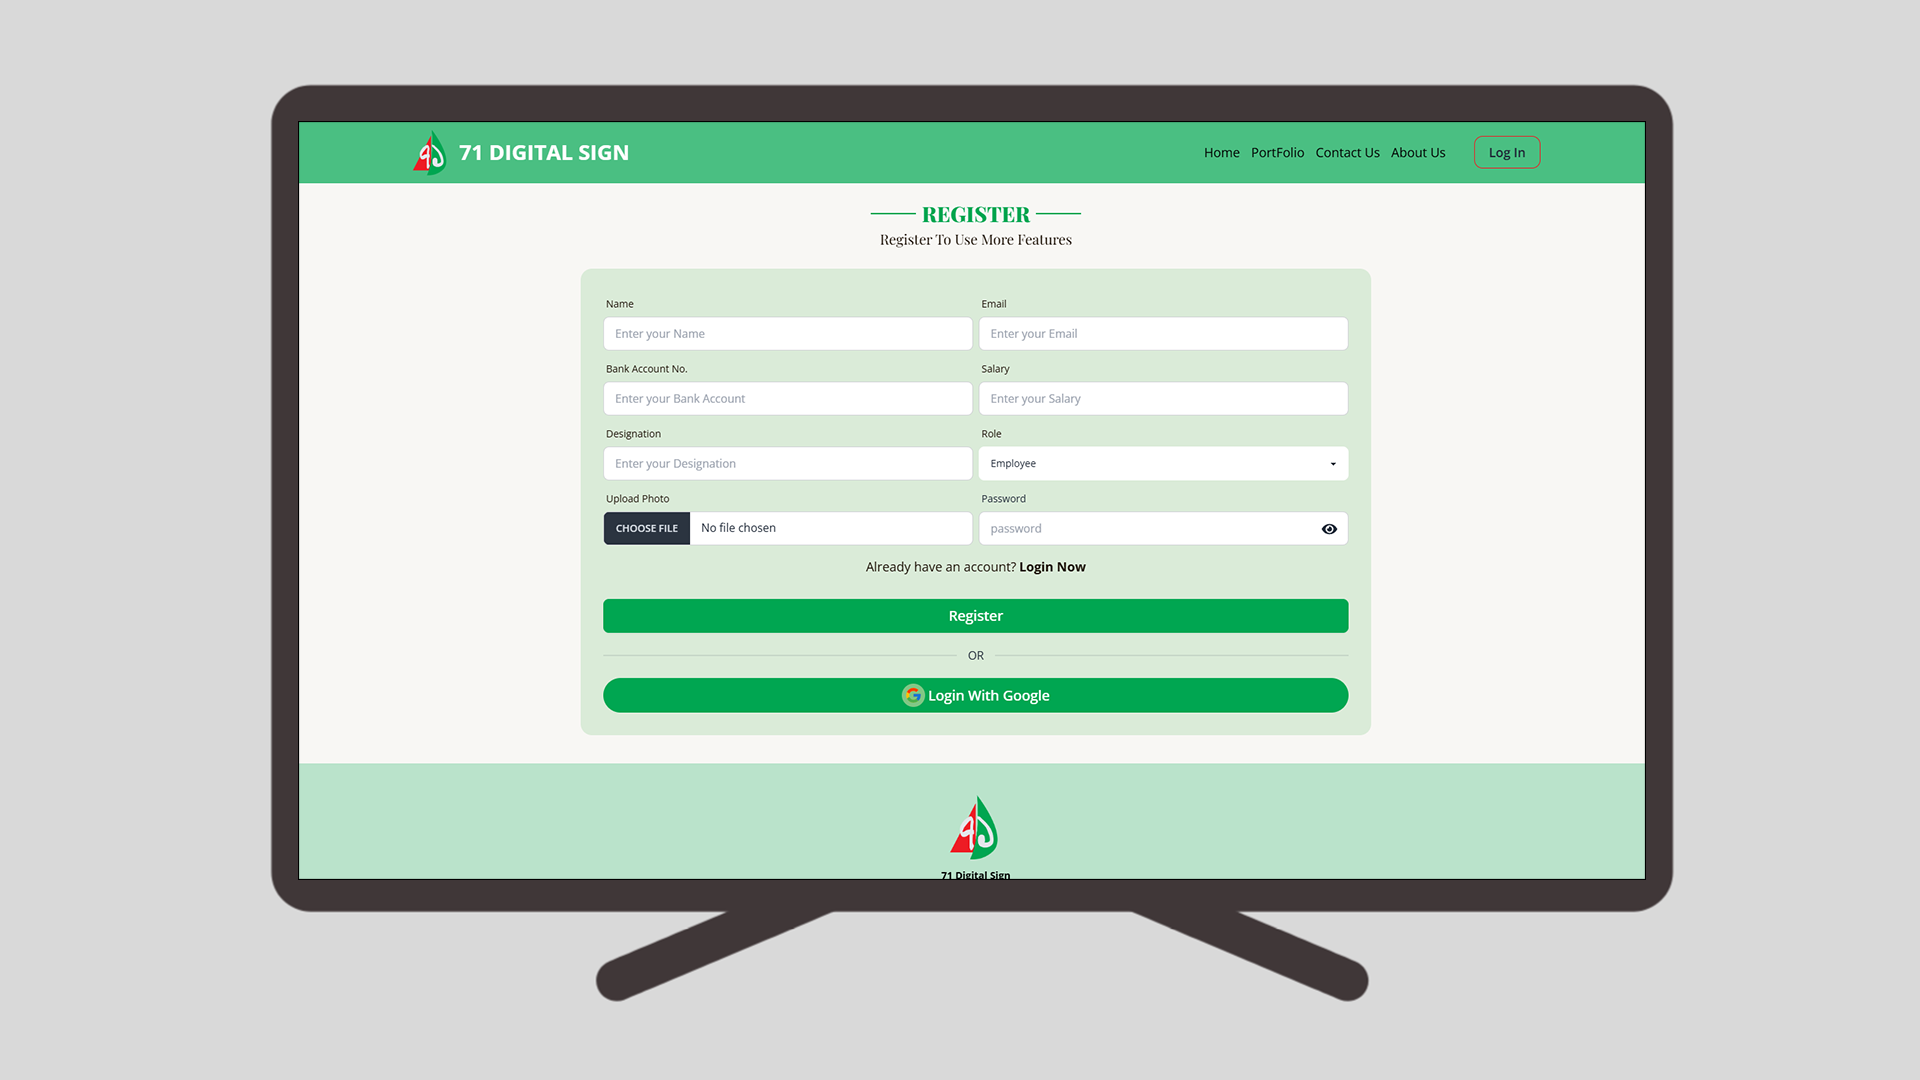 71 DIGITAL SIGN
Home PortFolio Contact Us About Us Log In
REGISTER
Register To Use More Features
Name Email
Enter your Name Enter your Email
Bank Account No. Salary
Enter your Bank Account Enter your Salary
Designation Role
Enter your Designation Employee
Upload Photo Password
CHOOSE FILE No file chosen password
Already have an account? Login Now
Register
OR
Login With Google
71 Digital Sign